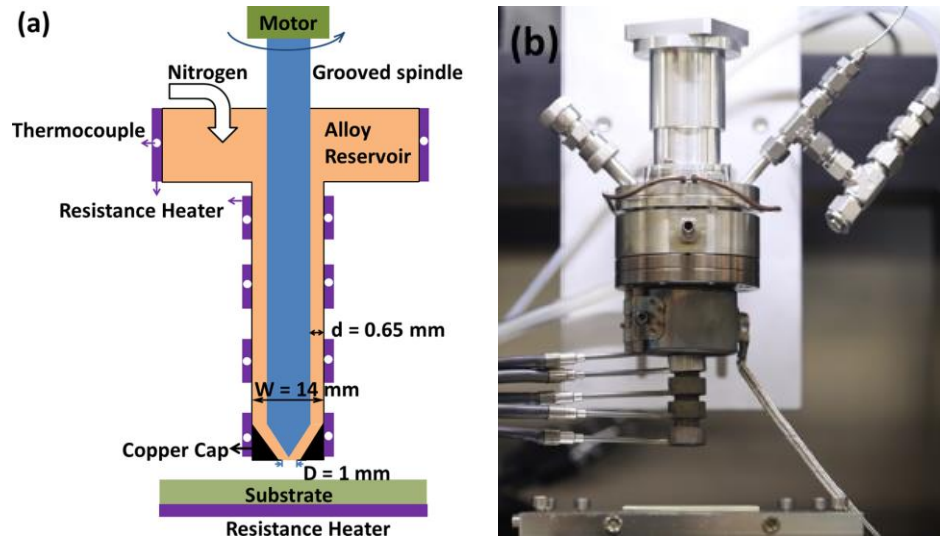 (a)
Motor
Nitrogen
Grooved spindle
Thermocouple
Alloy
Reservoir
Resistance Heater
d = 0.65 mm
W = 14 mm
Copper Cap
D = 1 mm
Substrate
Resistance Heater
(b)